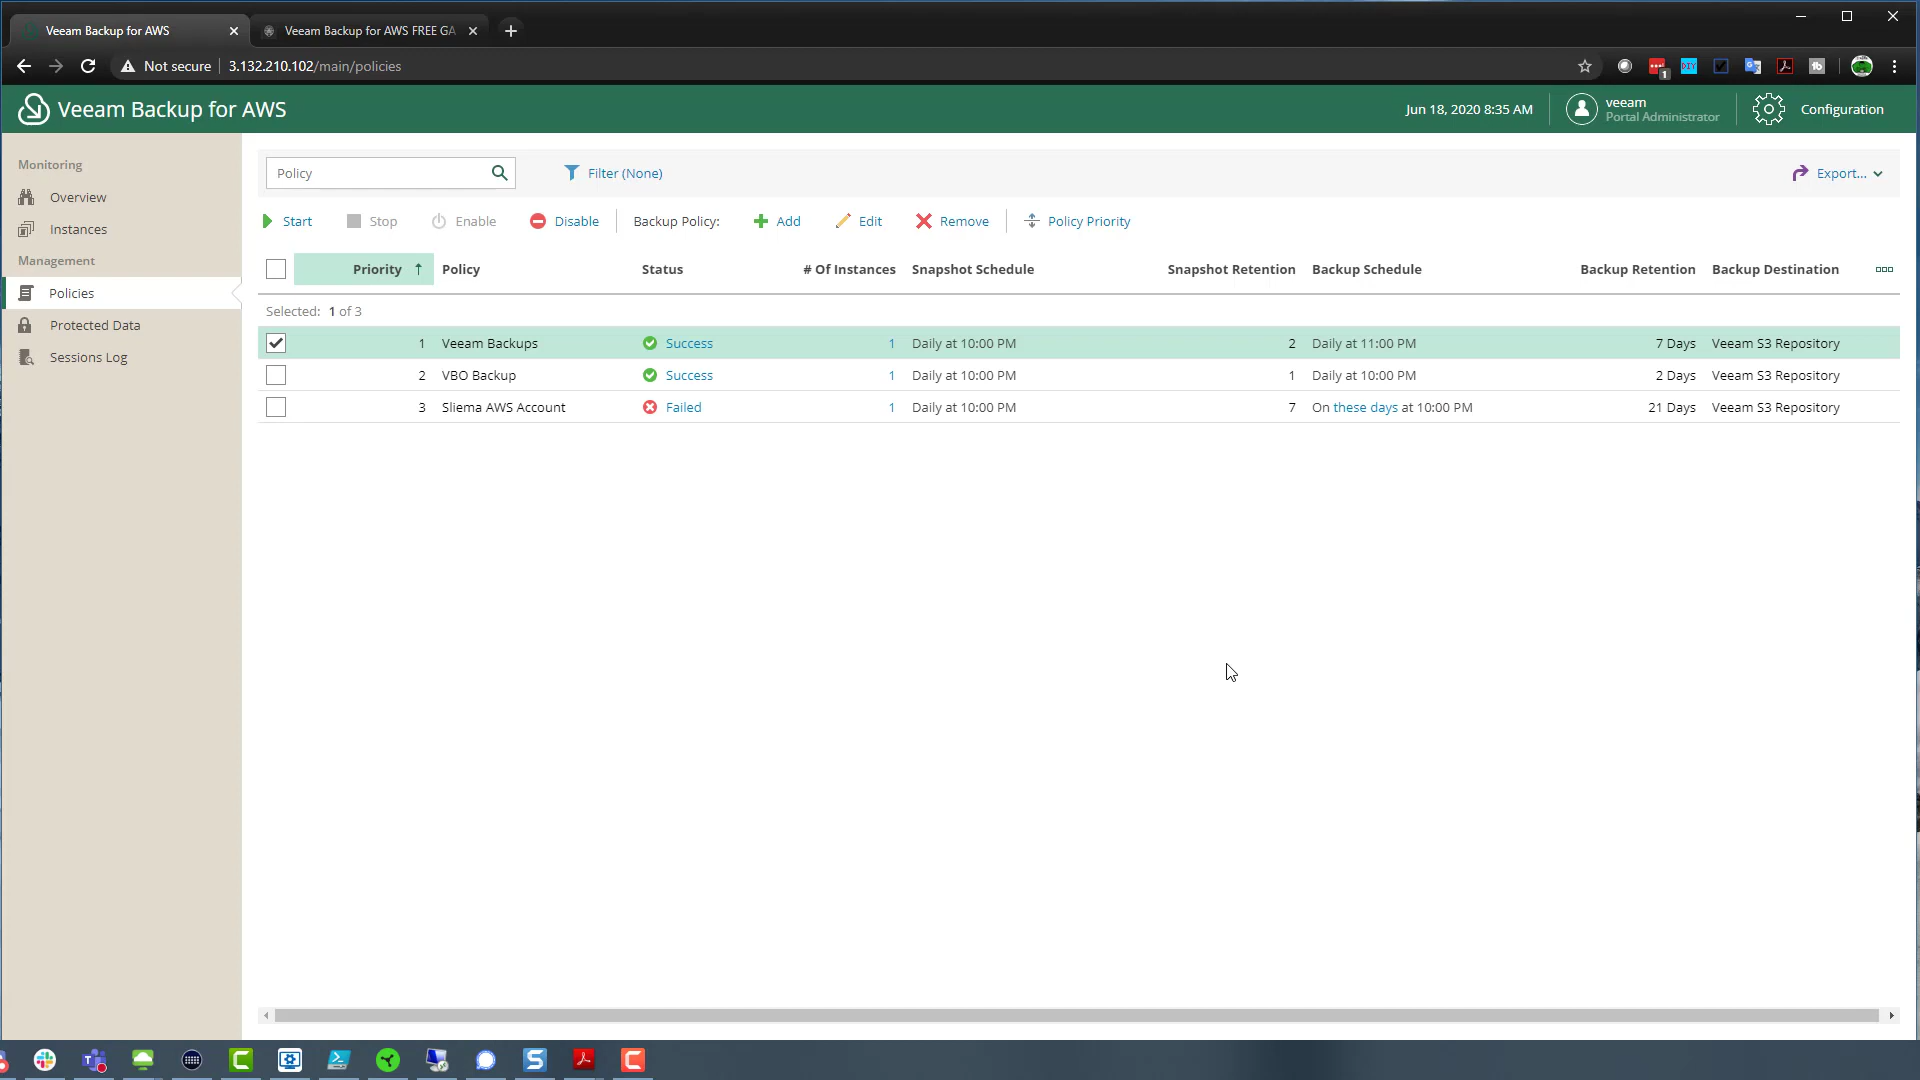 Veeam Backup for AWS
Veeam Backup for AWS FREE GA
Not secure
3.132.210.102/main/policies
1
DIY
Veeam Backup for AWS
Jun 18, 2020 8:35 AM
veeam
Portal Administrator
Configuration
Monitoring
Overview
Instances
Management
Policies
Protected Data
Sessions Log
Policy
Filter (None)
Export...
Start
Stop
Enable
Disable
Backup Policy:
Add
Edit
Remove
Policy Priority
Priority
Policy
Status
# Of Instances
Snapshot Schedule
Snapshot Retention
Backup Schedule
Backup Retention
Backup Destination
Selected: 1 of 3
1 Veeam Backups Success 1 Daily at 10:00 PM 2 Daily at 11:00 PM 7 Days Veeam S3 Repository
2 VBO Backup Success 1 Daily at 10:00 PM 1 Daily at 10:00 PM 2 Days Veeam S3 Repository
3 Sliema AWS Account Failed 1 Daily at 10:00 PM 7 On these days at 10:00 PM 21 Days Veeam S3 Repository